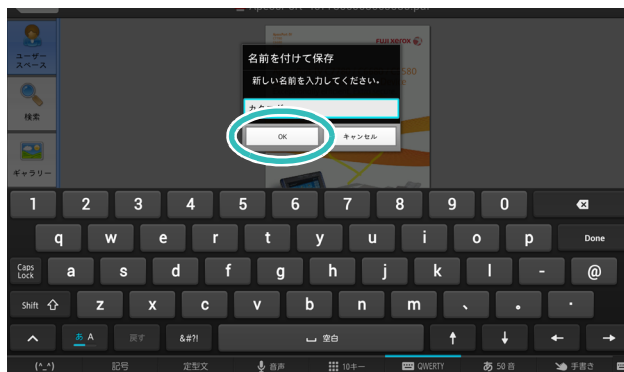 FUJI XEROX
580
名前を付けて保存
新しい名前を入力してください。
OK キャンセル
ユーザースペース
検索
ギャラリー
1 2 3 4 5 6 7 8 9 0
q w e r t y u i o p Done
Caps Lock a s d f g h j k l - @
Shift z x c v b n m 、 。 ・
あ A 戻す &#?! 空白
(^_^) 記号 定型文 音声 10キー QWERTY あ 50音 手書き